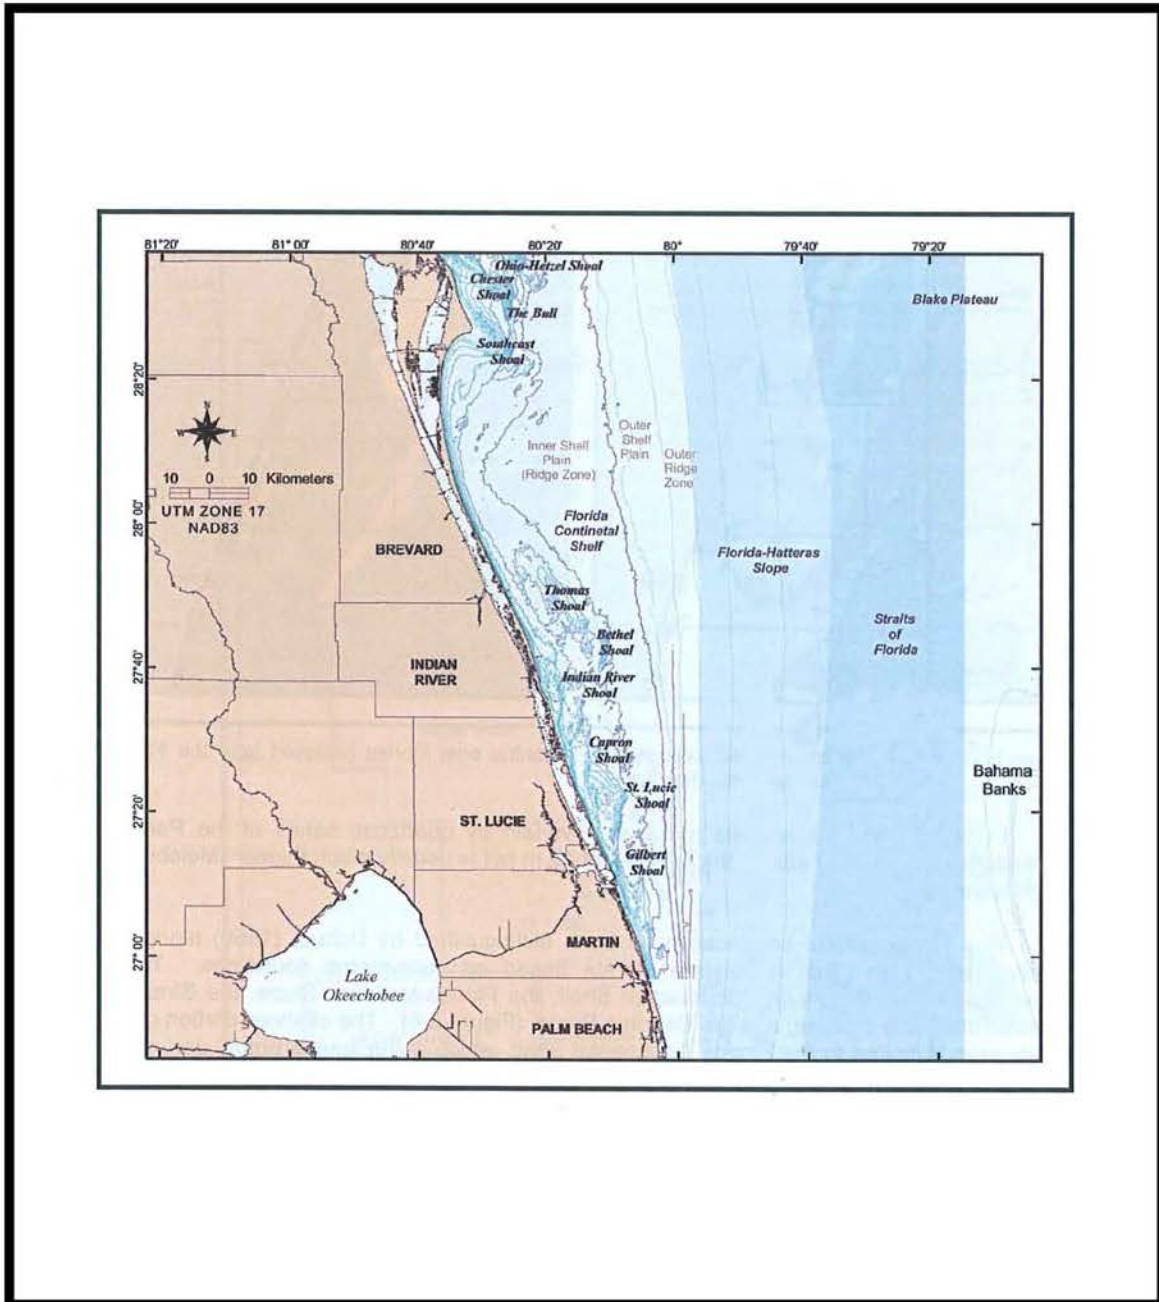 81°20'
81° 00'
80°40'
80°20'
80°
79°40'
79°20'
Ohio-Hetzel Shoal
Chester
Shoal
The Bull
Southeast
Shoal
Blake Plateau
28°20'
N
W
E
S
10 0 10 Kilometers
UTM ZONE 17
NAD83
28°00'
Inner Shelf
Plain
(Ridge Zone)
Outer
Shelf
Plain
Outer
Ridge
Zone
Florida
Continetal
Shelf
BREVARD
Florida-Hatteras
Slope
Thomas
Shoal
Straits
of
Florida
Bethel
Shoal
27°40'
INDIAN
RIVER
Indian River
Shoal
Capron
Shoal
Bahama
Banks
St. Lucie
Shoal
27°20'
ST. LUCIE
Gilbert
Shoal
27°00'
MARTIN
Lake
Okeechobee
PALM BEACH